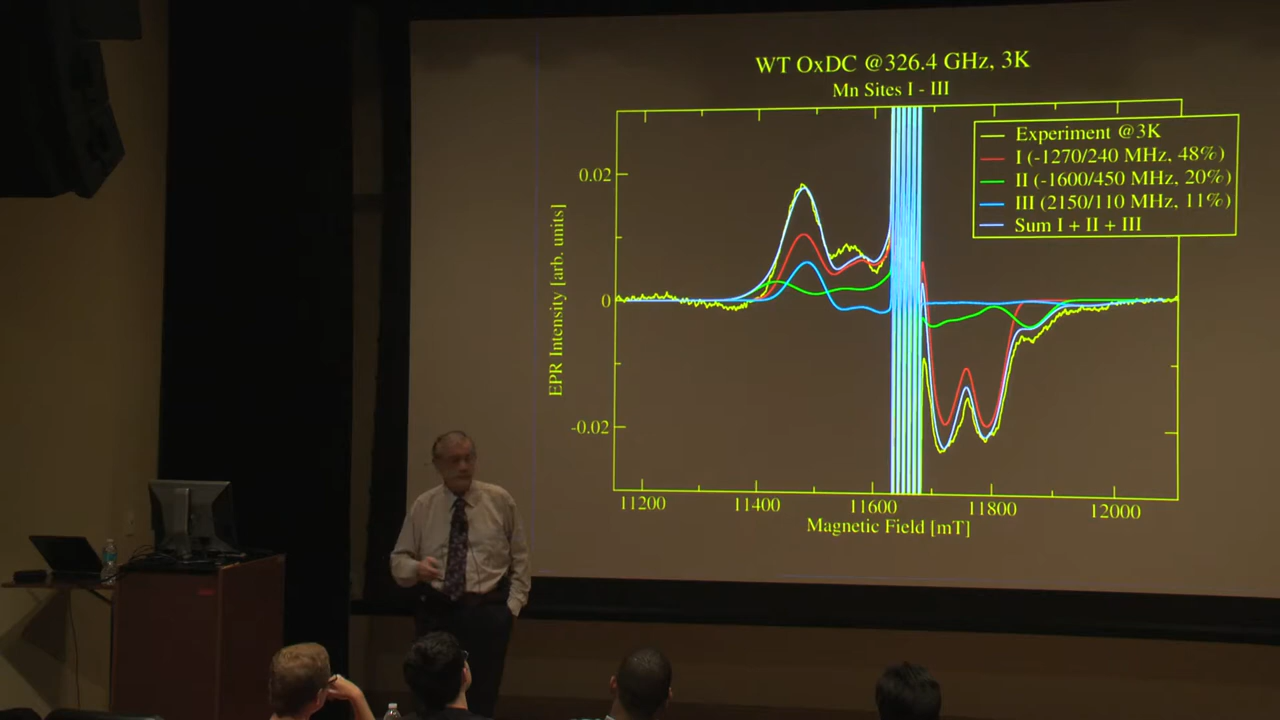 WT OxDC @326.4 GHz, 3K
Mn Sites I - III
Experiment @3K
I (-1270/240 MHz, 48%)
II (-1600/450 MHz, 20%)
III (2150/110 MHz, 11%)
Sum I + II + III
EPR Intensity [arb. units]
0.02
0
-0.02
11200 11400 11600 11800 12000
Magnetic Field [mT]